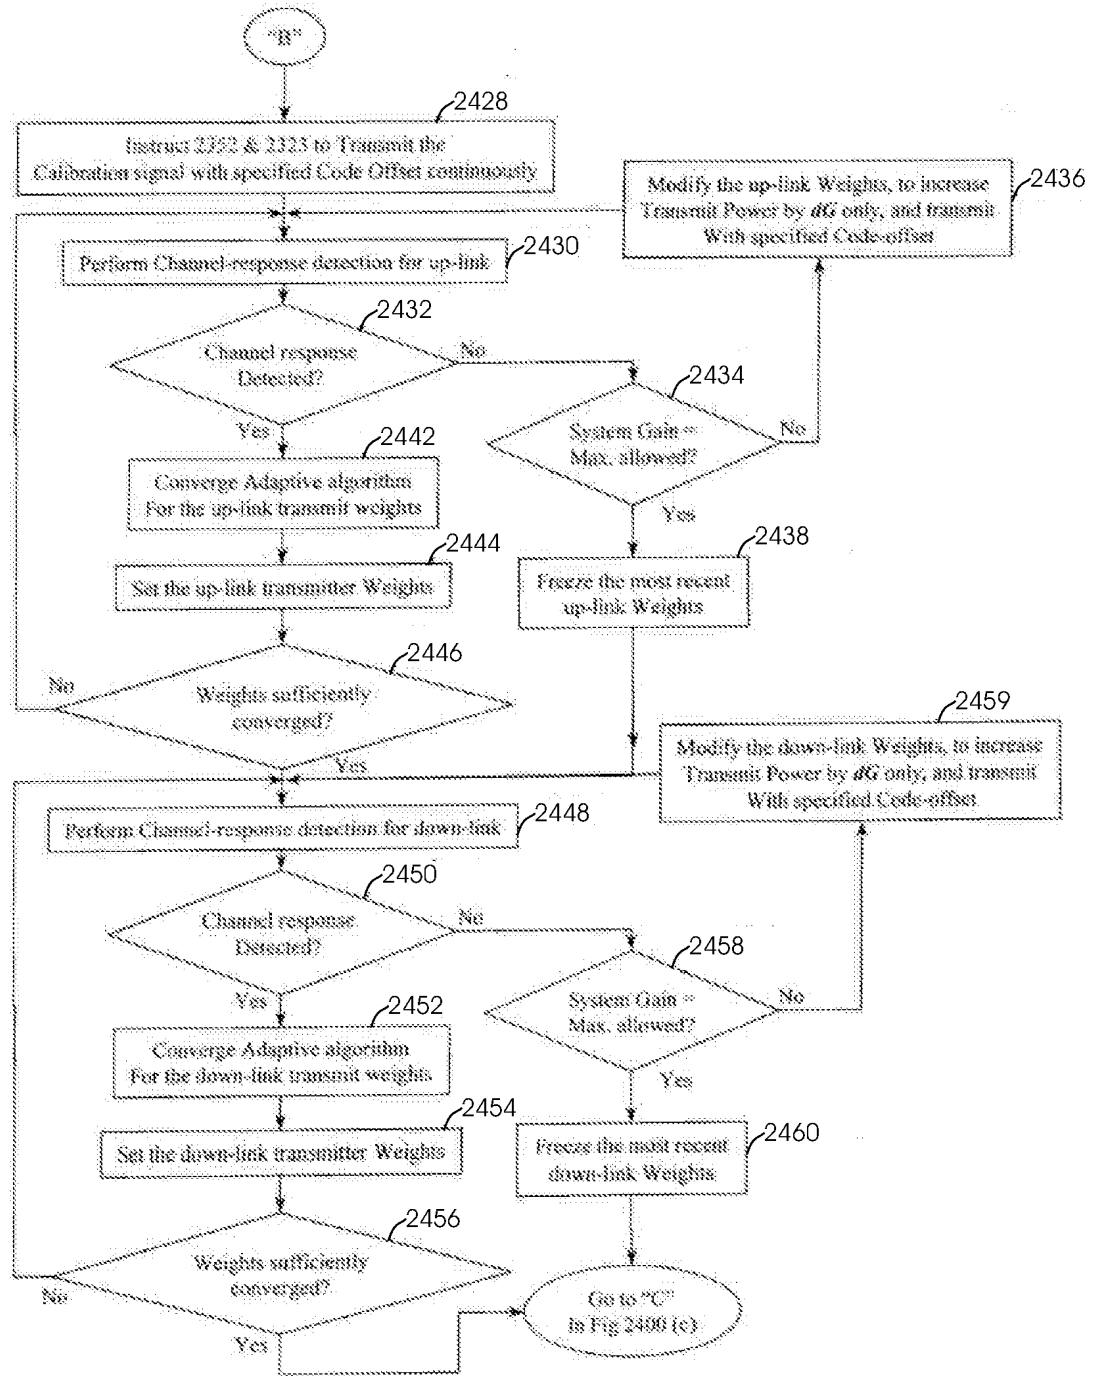 "B"
2428
Instruct 2352 & 2323 to Transmit the
Calibration signal with specified Code Offset continuously
2436
Modify the up-link Weights, to increase
Transmit Power by dG only, and transmit
With specified Code-offset
2430
Perform Channel-response detection for up-link
2432
Channel response
Detected?
No
Yes
2434
System Gain =
Max. allowed?
No
Yes
2442
Converge Adaptive algorithm
For the up-link transmit weights
2438
Freeze the most recent
up-link Weights
2444
Set the up-link transmitter Weights
2446
Weights sufficiently
converged?
No
Yes
2459
Modify the down-link Weights, to increase
Transmit Power by dG only, and transmit
With specified Code-offset
2448
Perform Channel-response detection for down-link
2450
Channel response
Detected?
No
Yes
2458
System Gain =
Max. allowed?
No
Yes
2452
Converge Adaptive algorithm
For the down-link transmit weights
2454
Set the down-link transmitter Weights
2460
Freeze the most recent
down-link Weights
2456
Weights sufficiently
converged?
No
Yes
Go to "C"
In Fig 2400 (c)